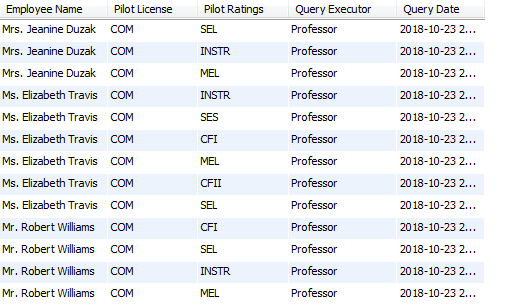 Employee Name Pilot License Pilot Ratings Query Executor Query Date
Mrs. Jeanine Duzak COM SEL Professor 2018-10-23 2...
Mrs. Jeanine Duzak COM INSTR Professor 2018-10-23 2...
Mrs. Jeanine Duzak COM MEL Professor 2018-10-23 2...
Ms. Elizabeth Travis COM INSTR Professor 2018-10-23 2...
Ms. Elizabeth Travis COM SES Professor 2018-10-23 2...
Ms. Elizabeth Travis COM CFI Professor 2018-10-23 2...
Ms. Elizabeth Travis COM MEL Professor 2018-10-23 2...
Ms. Elizabeth Travis COM CFII Professor 2018-10-23 2...
Ms. Elizabeth Travis COM SEL Professor 2018-10-23 2...
Mr. Robert Williams COM CFI Professor 2018-10-23 2...
Mr. Robert Williams COM SEL Professor 2018-10-23 2...
Mr. Robert Williams COM INSTR Professor 2018-10-23 2...
Mr. Robert Williams COM MEL Professor 2018-10-23 2...